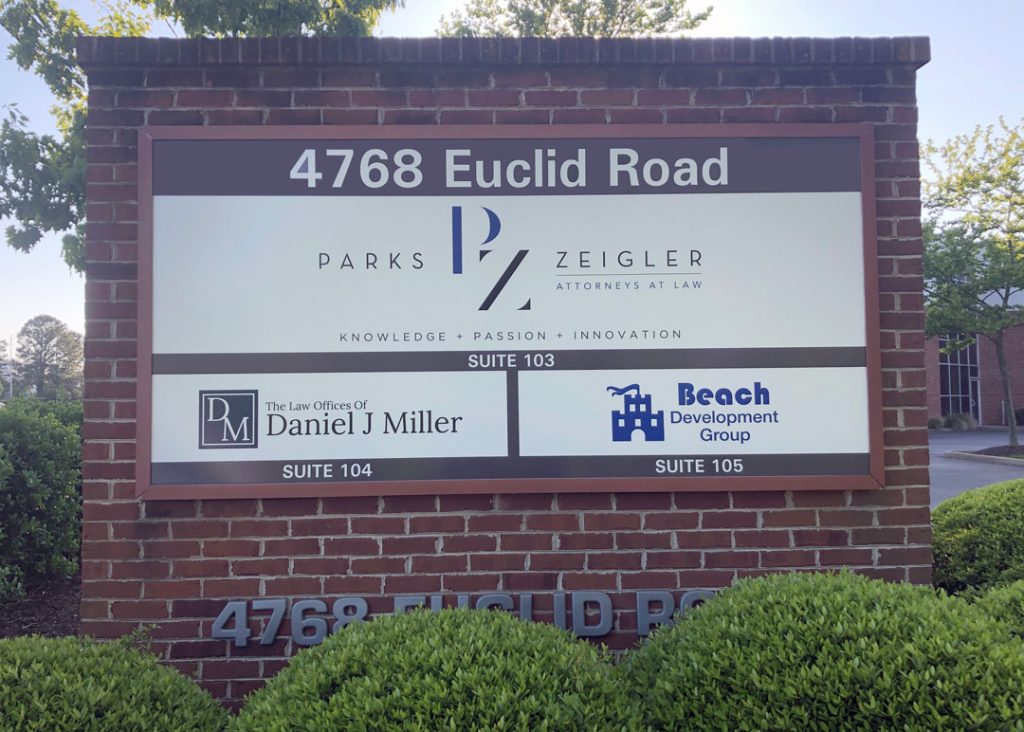 4768 Euclid Road
PARKS PZ ZEIGLER
ATTORNEYS AT LAW
KNOWLEDGE + PASSION + INNOVATION
SUITE 103
DM
The Law Offices Of
Daniel J Miller
SUITE 104
Beach
Development
Group
SUITE 105
4768 EUCLID